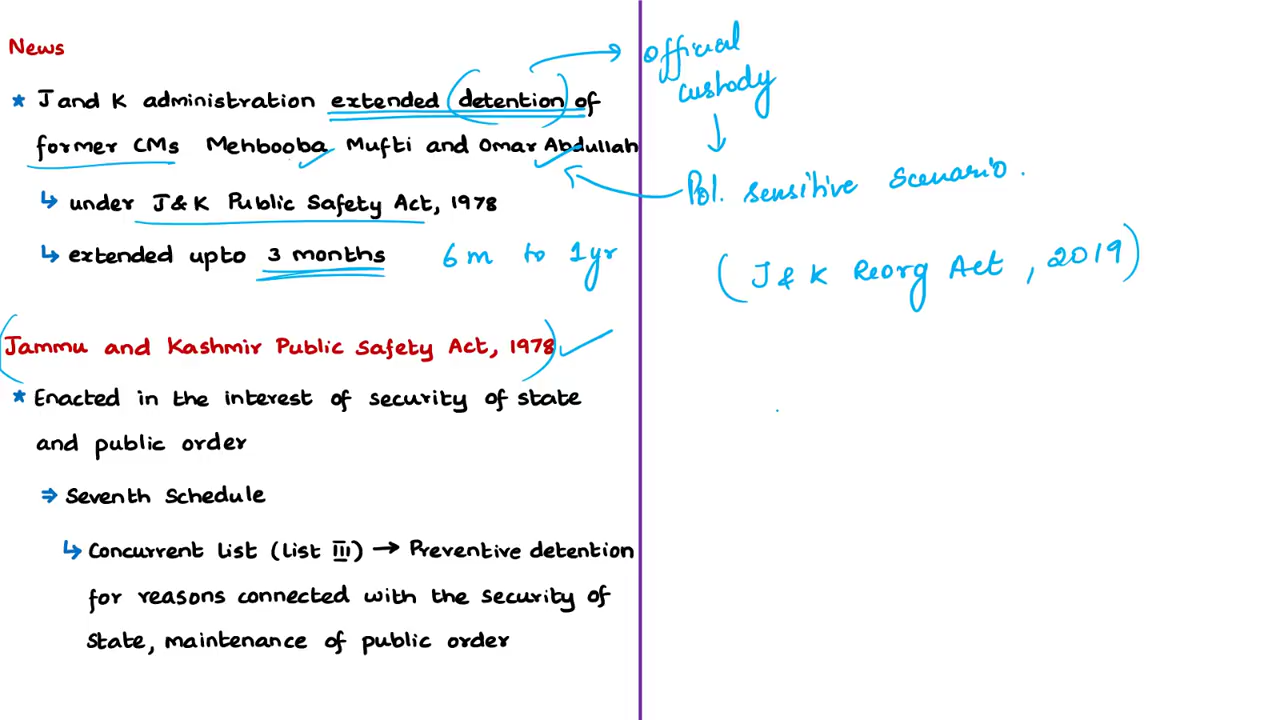 News
* J and K administration extended (detention) of
former CMs Mehbooba Mufti and Omar Abdullah
↳ under J&K Public Safety Act, 1978
↳ extended upto 3 months 6 m to 1 yr
(Jammu and Kashmir Public Safety Act, 1978)
* Enacted in the interest of security of state
and public order
⇒ Seventh Schedule
↳ Concurrent List (List III) → Preventive detention
for reasons connected with the security of
state, maintenance of public order
official
custody
Pol. sensitive scenario.
(J & K Reorg Act, 2019)